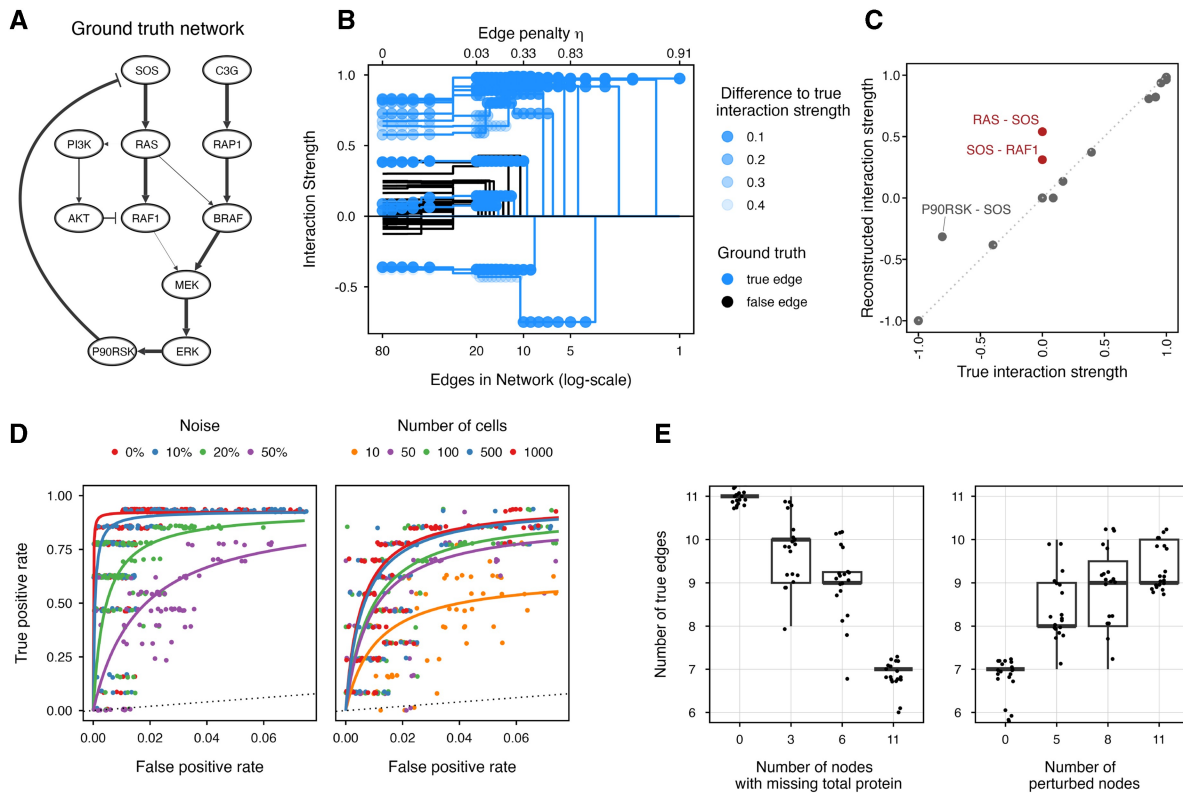 A
Ground truth network
SOS
C3G
PI3K
RAS
RAP1
AKT
RAF1
BRAF
MEK
P90RSK
ERK
B
Edge penalty η
0 0.03 0.33 0.83 0.91
Interaction Strength
1.0
0.5
0.0
-0.5
80 20 10 5 1
Edges in Network (log-scale)
Difference to true
interaction strength
0.1
0.2
0.3
0.4
Ground truth
true edge
false edge
C
Reconstructed interaction strength
1.0
0.5
0.0
-0.5
-1.0
RAS - SOS
SOS - RAF1
P90RSK - SOS
-1.0 -0.5 0.0 0.5 1.0
True interaction strength
D
Noise
0% 10% 20% 50%
Number of cells
10 50 100 500 1000
True positive rate
1.00
0.75
0.50
0.25
0.00
0.00 0.02 0.04 0.06
False positive rate
0.00 0.02 0.04 0.06
False positive rate
E
Number of true edges
11
10
9
8
7
6
0 3 6 11
Number of nodes
with missing total protein
11
10
9
8
7
6
0 5 8 11
Number of
perturbed nodes